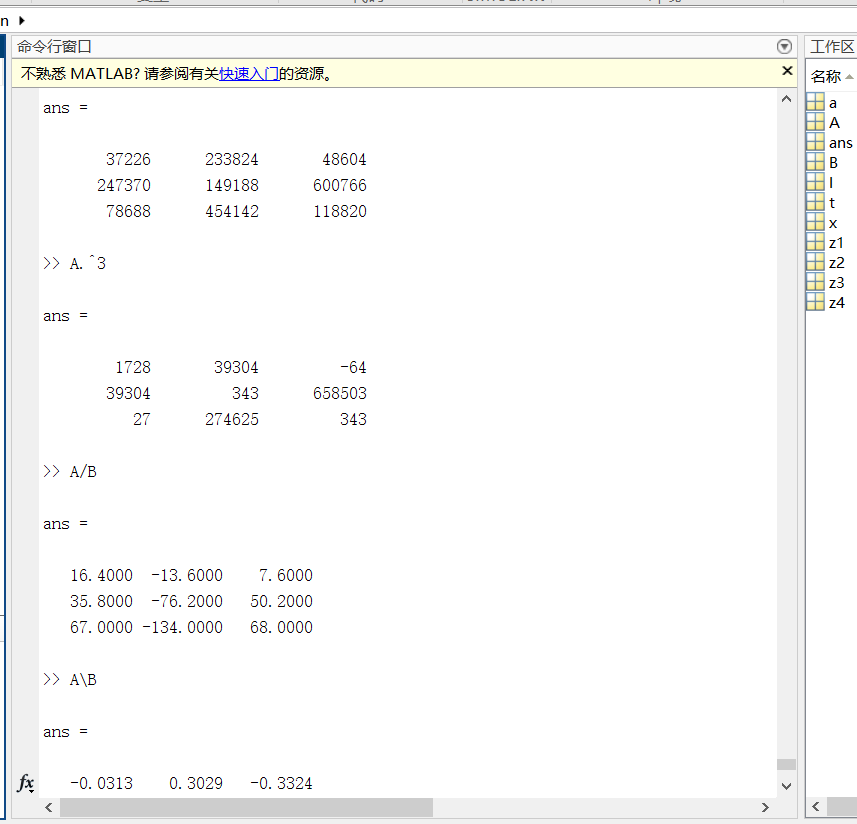 n
命令行窗口
不熟悉 MATLAB? 请参阅有关快速入门的资源。
ans =
37226 233824 48604
247370 149188 600766
78688 454142 118820
>> A.^3
ans =
1728 39304 -64
39304 343 658503
27 274625 343
>> A/B
ans =
16.4000 -13.6000 7.6000
35.8000 -76.2000 50.2000
67.0000 -134.0000 68.0000
>> A\B
ans =
-0.0313 0.3029 -0.3324
fx
工作区
名称
a
A
ans
B
l
t
x
z1
z2
z3
z4